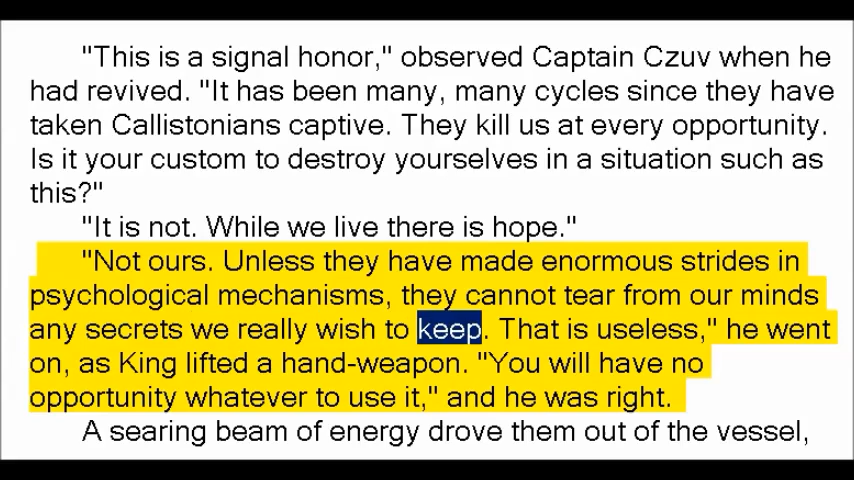 "This is a signal honor," observed Captain Czuv when he
had revived. "It has been many, many cycles since they have
taken Callistonians captive. They kill us at every opportunity.
Is it your custom to destroy yourselves in a situation such as
this?"
"It is not. While we live there is hope."
"Not ours. Unless they have made enormous strides in
psychological mechanisms, they cannot tear from our minds
any secrets we really wish to keep. That is useless," he went
on, as King lifted a hand-weapon. "You will have no
opportunity whatever to use it," and he was right.
A searing beam of energy drove them out of the vessel,